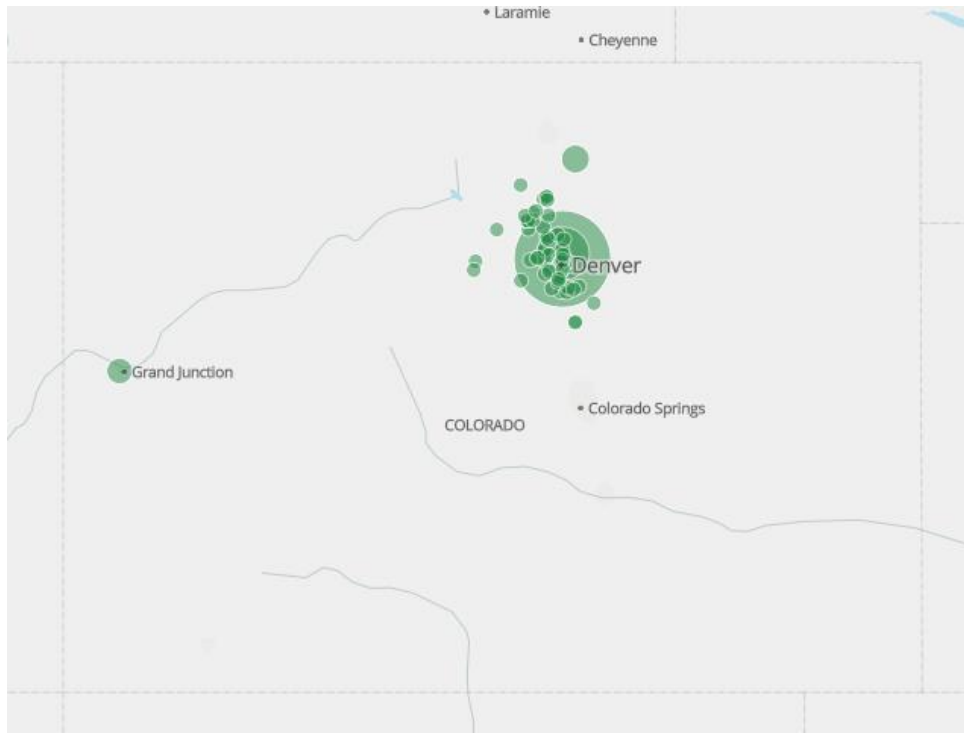 Laramie
Cheyenne
Denver
Grand Junction
Colorado Springs
COLORADO